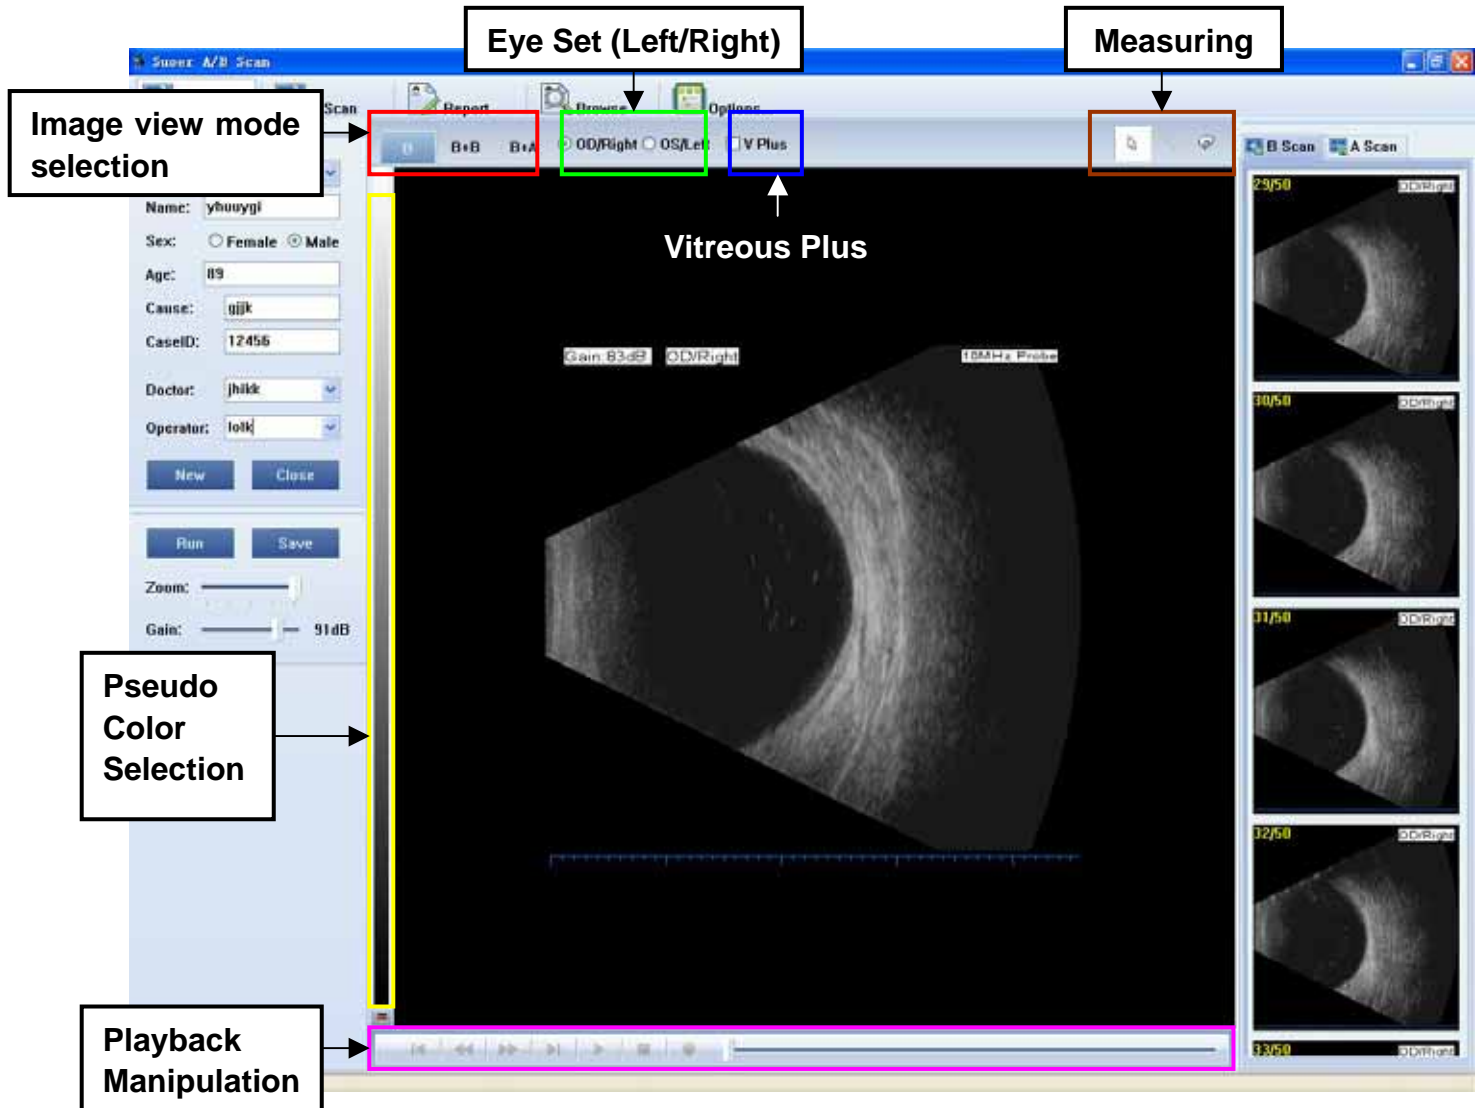 Eye Set (Left/Right)
Measuring
Super A/B Scan
Scan
Report
Browse
Options...
Image view mode
selection
B
B+B
B+A
OD/Right
OS/Left
V Plus
B Scan
A Scan
Name: yhuuygi
Sex: Female Male
Age: 89
Cause: gjjk
CaseID: 12456
Doctor: jhikk
Operator: lolk
New Close
Run Save
Zoom:
Gain: 91dB
Vitreous Plus
Gain:83dB OD/Right 10MHz Probe
29/50 OD/Right
30/50 OD/Right
31/50 OD/Right
32/50 OD/Right
33/50 OD/Right
Pseudo
Color
Selection
Playback
Manipulation